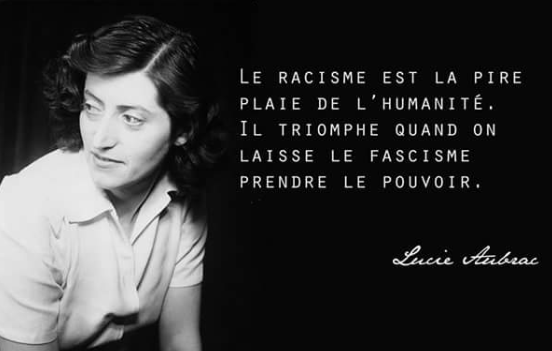 LE RACISME EST LA PIRE
PLAIE DE L'HUMANITÉ.
IL TRIOMPHE QUAND ON
LAISSE LE FASCISME
PRENDRE LE POUVOIR.
Lucie Aubrac